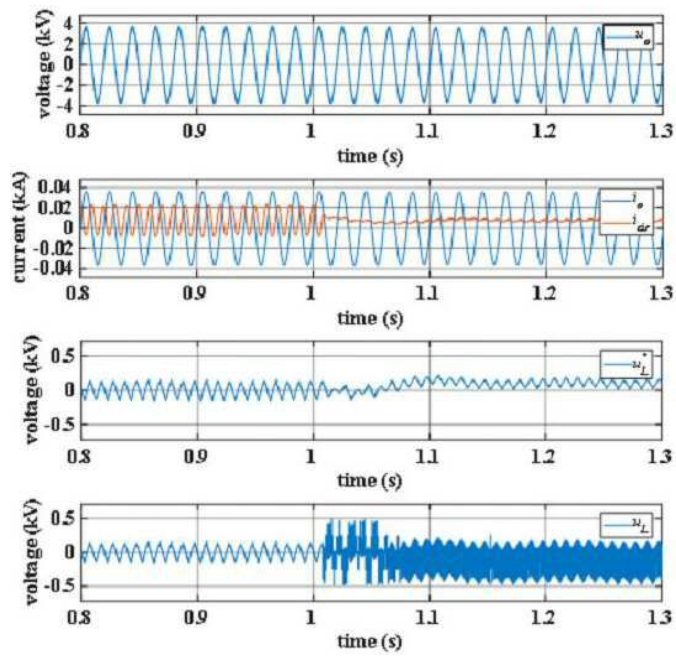 voltage (kV)
4
2
0
-2
-4
u_o
0.8 0.9 1 1.1 1.2 1.3
time (s)
current (kA)
0.04
0.02
0
-0.02
-0.04
i_o
i_dr
0.8 0.9 1 1.1 1.2 1.3
time (s)
voltage (kV)
0.5
0
-0.5
u_L^*
0.8 0.9 1 1.1 1.2 1.3
time (s)
voltage (kV)
0.5
0
-0.5
u_L
0.8 0.9 1 1.1 1.2 1.3
time (s)